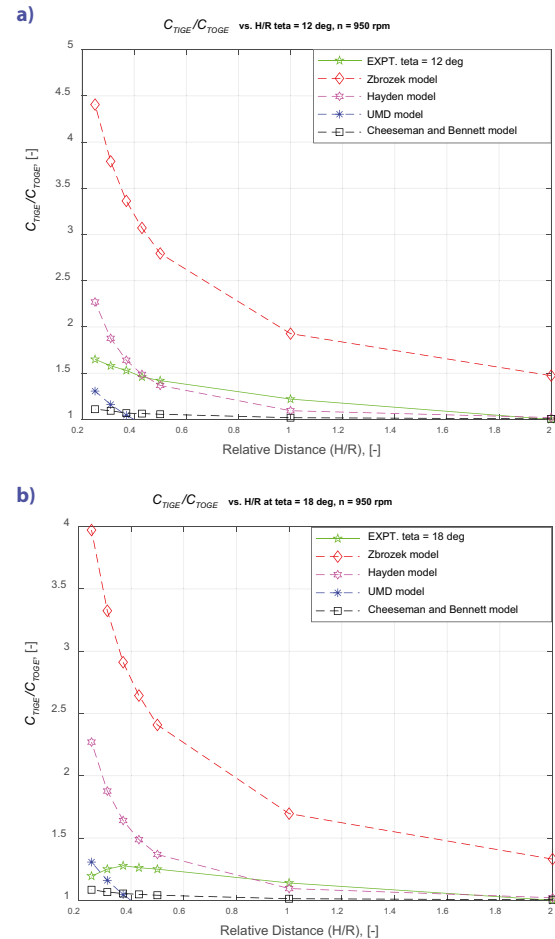 a)
C_TIGE/C_TOGE vs. H/R teta = 12 deg, n = 950 rpm
EXPT. teta = 12 deg
Zbrozek model
Hayden model
UMD model
Cheeseman and Bennett model
C_TIGE/C_TOGE, [-]
5
4.5
4
3.5
3
2.5
2
1.5
1
0.2 0.4 0.6 0.8 1.0 1.2 1.4 1.6 1.8 2
Relative Distance (H/R), [-]
b)
C_TIGE/C_TOGE vs. H/R at teta = 18 deg, n = 950 rpm
EXPT. teta = 18 deg
Zbrozek model
Hayden model
UMD model
Cheeseman and Bennett model
C_TIGE/C_TOGE, [-]
4
3.5
3
2.5
2
1.5
1
0.2 0.4 0.6 0.8 1.0 1.2 1.4 1.6 1.8 2
Relative Distance (H/R), [-]